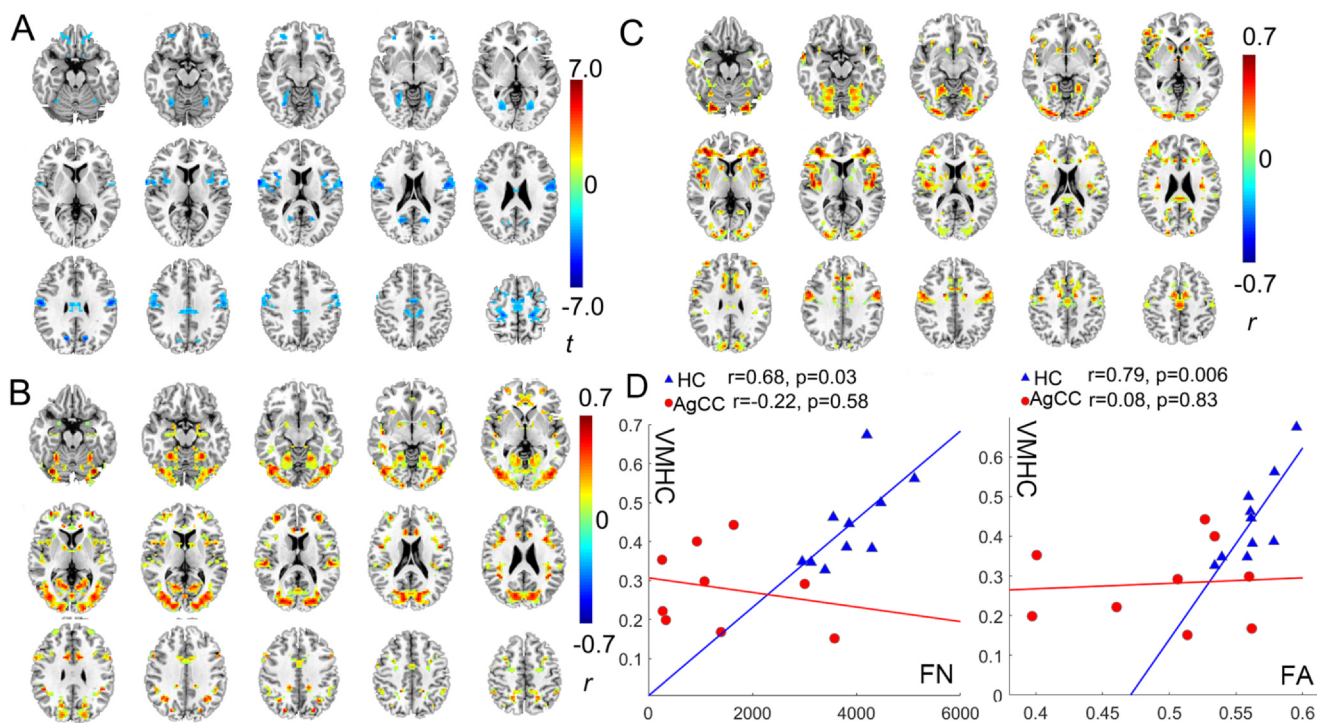 A
7.0
0
-7.0
t
C
0.7
0
-0.7
r
B
0.7
0
-0.7
r
D
HC r=0.68, p=0.03
AgCC r=-0.22, p=0.58
VMHC
0.7
0.6
0.5
0.4
0.3
0.2
0.1
FN
0 2000 4000 6000
HC r=0.79, p=0.006
AgCC r=0.08, p=0.83
VMHC
0.6
0.5
0.4
0.3
0.2
0.1
0
FA
0.4 0.45 0.5 0.55 0.6